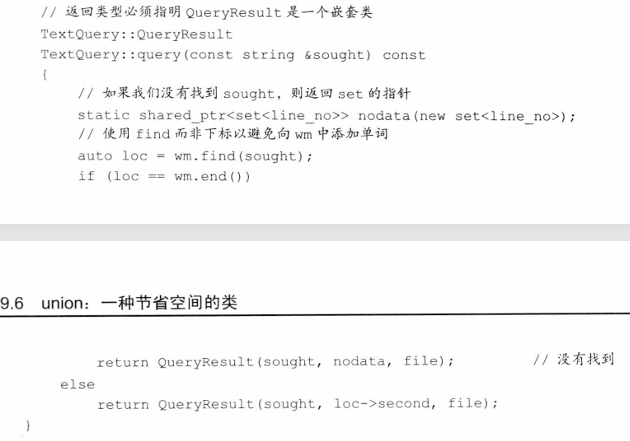 // 返回类型必须指明 QueryResult 是一个嵌套类
TextQuery::QueryResult
TextQuery::query(const string &sought) const
{
// 如果我们没有找到 sought, 则返回 set 的指针
static shared_ptr<set<line_no>> nodata(new set<line_no>);
// 使用 find 而非下标以避免向 wm 中添加单词
auto loc = wm.find(sought);
if (loc == wm.end())
9.6 union: 一种节省空间的类
return QueryResult(sought, nodata, file); // 没有找到
else
return QueryResult(sought, loc->second, file);
}